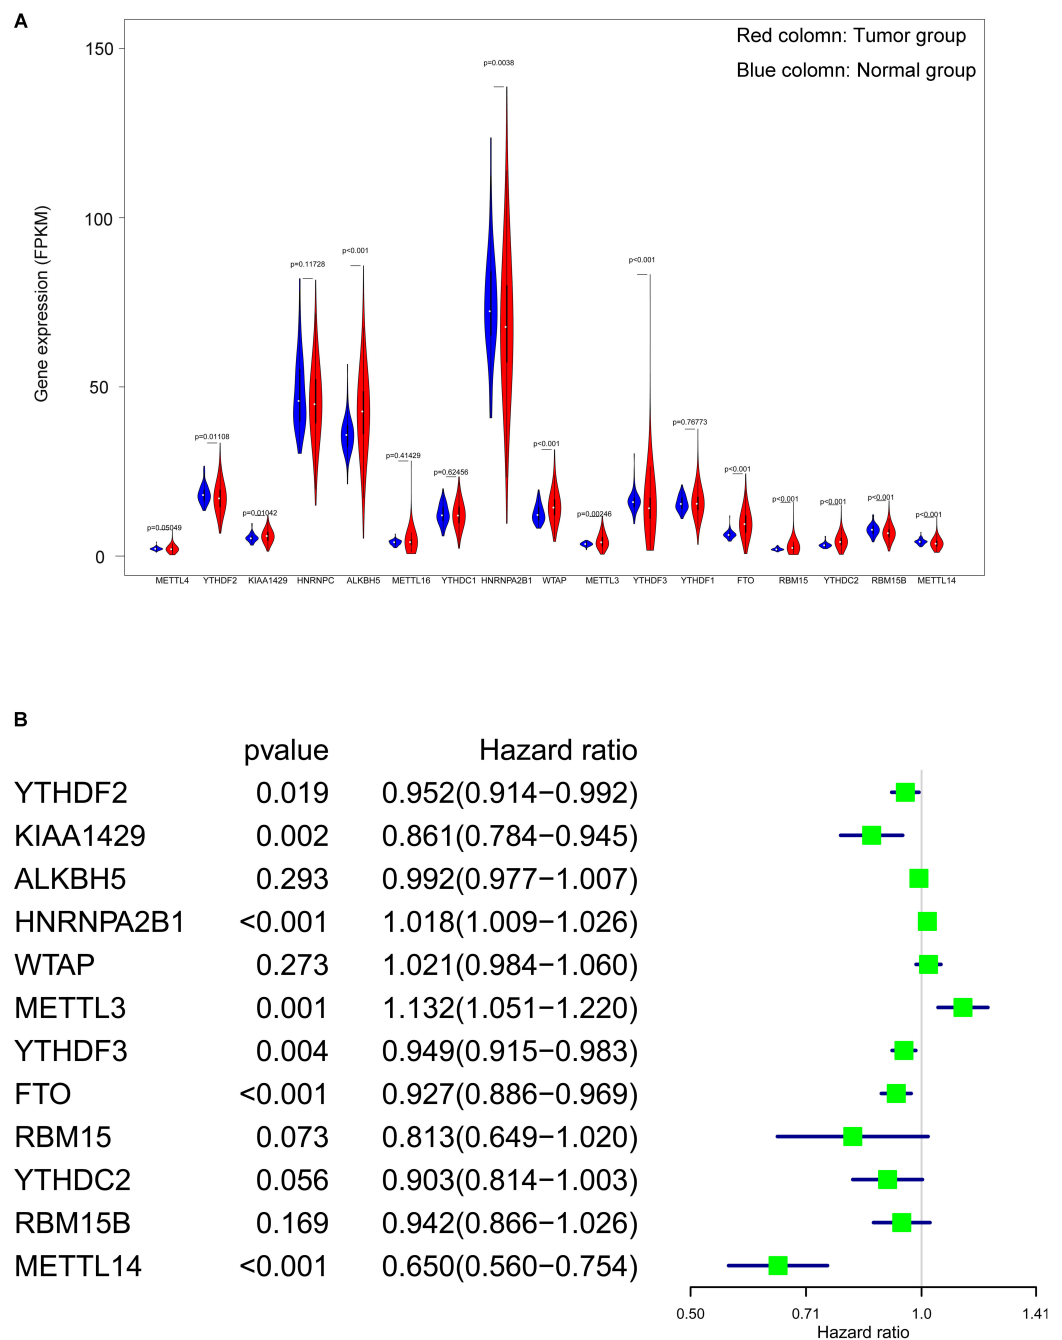 A
Red colomn: Tumor group
Blue colomn: Normal group
Gene expression (FPKM)
150
100
50
0
p=0.05049
p=0.01108
p=0.01042
p=0.11728
p<0.001
p=0.41429
p=0.62456
p=0.0038
p<0.001
p=0.00246
p<0.001
p=0.76773
p<0.001
p<0.001
p<0.001
p<0.001
p<0.001
METTL4 YTHDF2 KIAA1429 HNRNPC ALKBH5 METTL16 YTHDC1 HNRNPA2B1 WTAP METTL3 YTHDF3 YTHDF1 FTO RBM15 YTHDC2 RBM15B METTL14
B
pvalue Hazard ratio
YTHDF2 0.019 0.952(0.914−0.992)
KIAA1429 0.002 0.861(0.784−0.945)
ALKBH5 0.293 0.992(0.977−1.007)
HNRNPA2B1 <0.001 1.018(1.009−1.026)
WTAP 0.273 1.021(0.984−1.060)
METTL3 0.001 1.132(1.051−1.220)
YTHDF3 0.004 0.949(0.915−0.983)
FTO <0.001 0.927(0.886−0.969)
RBM15 0.073 0.813(0.649−1.020)
YTHDC2 0.056 0.903(0.814−1.003)
RBM15B 0.169 0.942(0.866−1.026)
METTL14 <0.001 0.650(0.560−0.754)
0.50 0.71 1.0 1.41
Hazard ratio